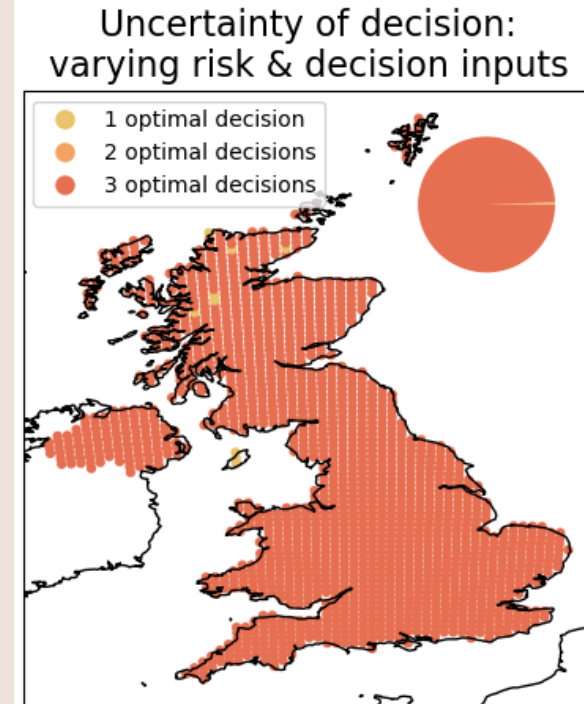 Uncertainty of decision:
varying risk & decision inputs
1 optimal decision
2 optimal decisions
3 optimal decisions